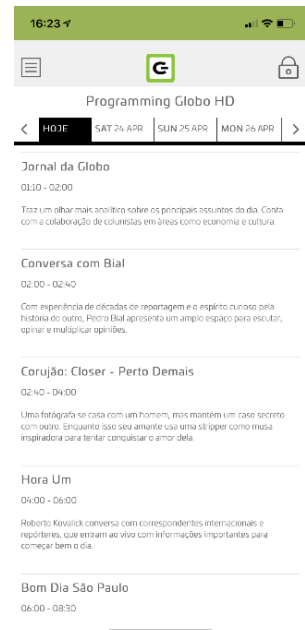 16:23
G
Programming Globo HD
< HOJE SAT 24 APR SUN 25 APR MON 26 APR >
Jornal da Globo
01:10 - 02:00
Traz um olhar mais analítico sobre os principais assuntos do dia. Conta
com a colaboração de colunistas em áreas como economia e cultura.
Conversa com Bial
02:00 - 02:40
Com experiência de décadas de reportagem e o espírito curioso pela
história do outro, Pedro Bial apresenta um amplo espaço para escutar,
opinar e multiplicar opiniões.
Corujão: Closer - Perto Demais
02:40 - 04:00
Uma fotógrafa se casa com um homem, mas mantém um caso secreto
com outro. Enquanto isso seu amante usa uma stripper como musa
inspiradora para tentar conquistar o amor dela.
Hora Um
04:00 - 06:00
Roberto Kovalick conversa com correspondentes internacionais e
repórteres, que entram ao vivo com informações importantes para
começar bem o dia.
Bom Dia São Paulo
06:00 - 08:30